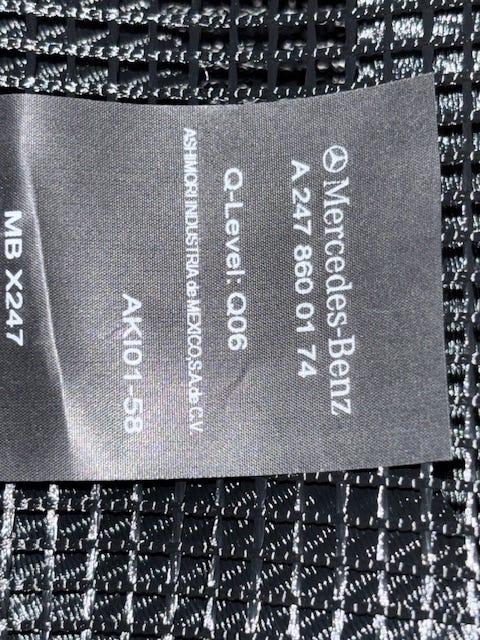 Mercedes-Benz
A 247 860 01 74
Q-Level: Q06
ASHIMORI INDUSTRIA de MEXICO,S.A.de C.V.
AKI01-58
MB X247